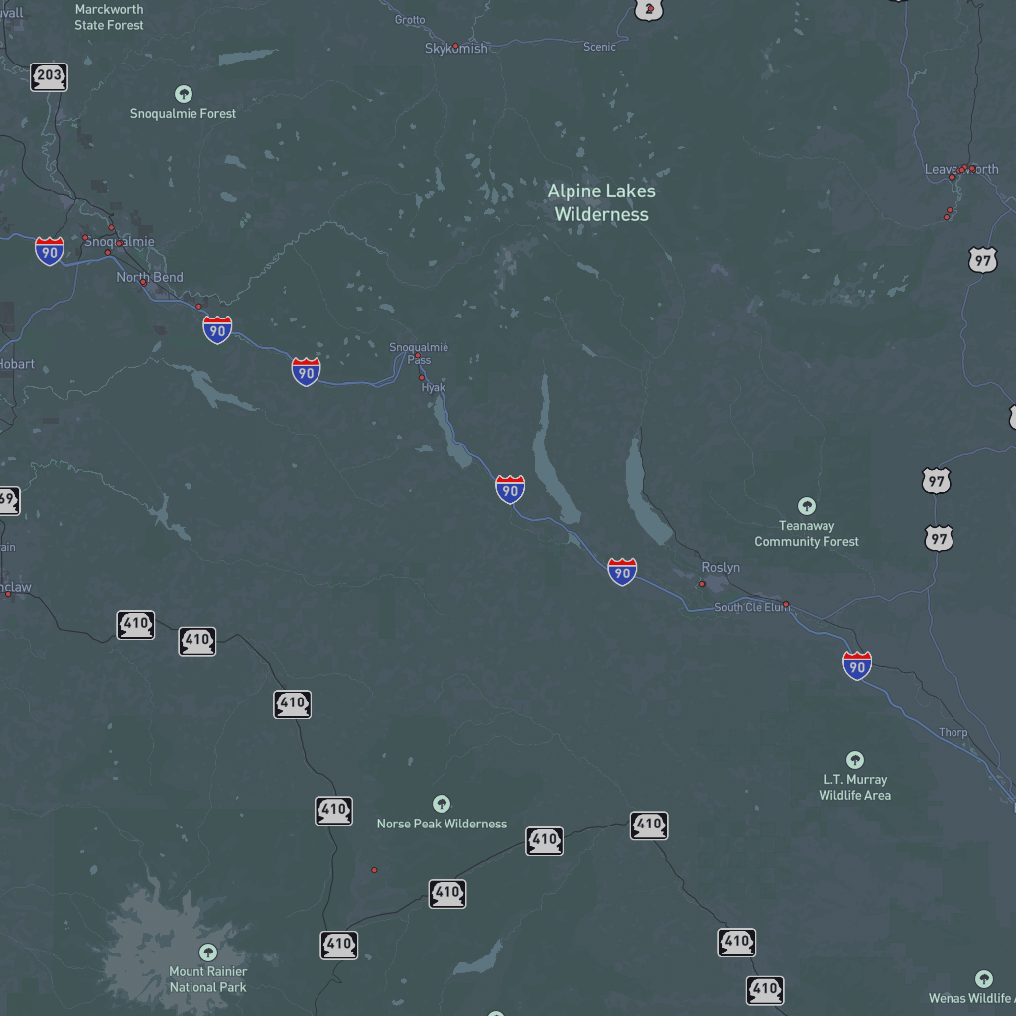 Marckworth
State Forest
Grotto
2
Skykomish
Scenic
203
Snoqualmie Forest
Alpine Lakes
Wilderness
90
Snoqualmie
97
North Bend
90
Snoqualmie
Pass
Hobart
90
Hyak
97
90
Teanaway
Community Forest
97
90
Roslyn
South Cle Elum
410
410
90
410
Thorp
L.T. Murray
Wildlife Area
410
Norse Peak Wilderness
410
410
410
410
410
Mount Rainier
National Park
410
Wenas Wildlife